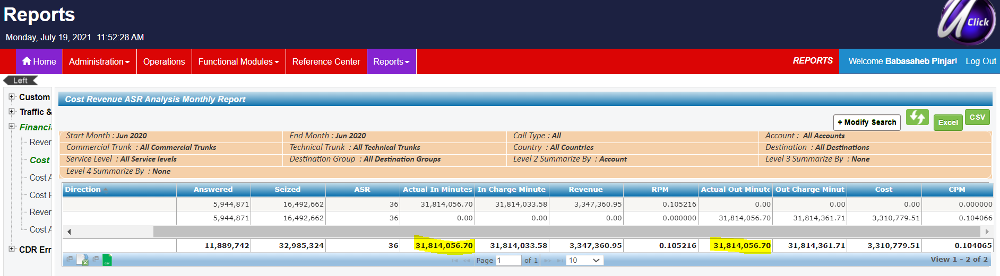 Reports
Monday, July 19, 2021 11:52:28 AM
Click
Home Administration Operations Functional Modules Reference Center Reports REPORTS Welcome Babasaheb Pinjar! Log Out
Left
Custom
Traffic &
Financi
Rever
Cost
Cost A
Cost F
Rever
Cost A
CDR Err
Cost Revenue ASR Analysis Monthly Report
+ Modify Search Excel CSV
Start Month : Jun 2020 End Month : Jun 2020 Call Type : All Account : All Accounts
Commercial Trunk : All Commercial Trunks Technical Trunk : All Technical Trunks Country : All Countries Destination : All Destinations
Service Level : All Service levels Destination Group : All Destination Groups Level 2 Summarize By : Account Level 3 Summarize By : None
Level 4 Summarize By : None
Direction Answered Seized ASR Actual In Minutes In Charge Minute Revenue RPM Actual Out Minute Out Charge Minut Cost CPM
5,944,871 16,492,662 36 31,814,056.70 31,814,033.58 3,347,360.95 0.105216 0.00 0.00 0.00 0.000000
5,944,871 16,492,662 36 0.00 0.00 0.00 0.000000 31,814,056.70 31,814,361.71 3,310,779.51 0.104066
11,889,742 32,985,324 36 31,814,056.70 31,814,033.58 3,347,360.95 0.105216 31,814,056.70 31,814,361.71 3,310,779.51 0.104065
Page 1 of 1 10 View 1 - 2 of 2